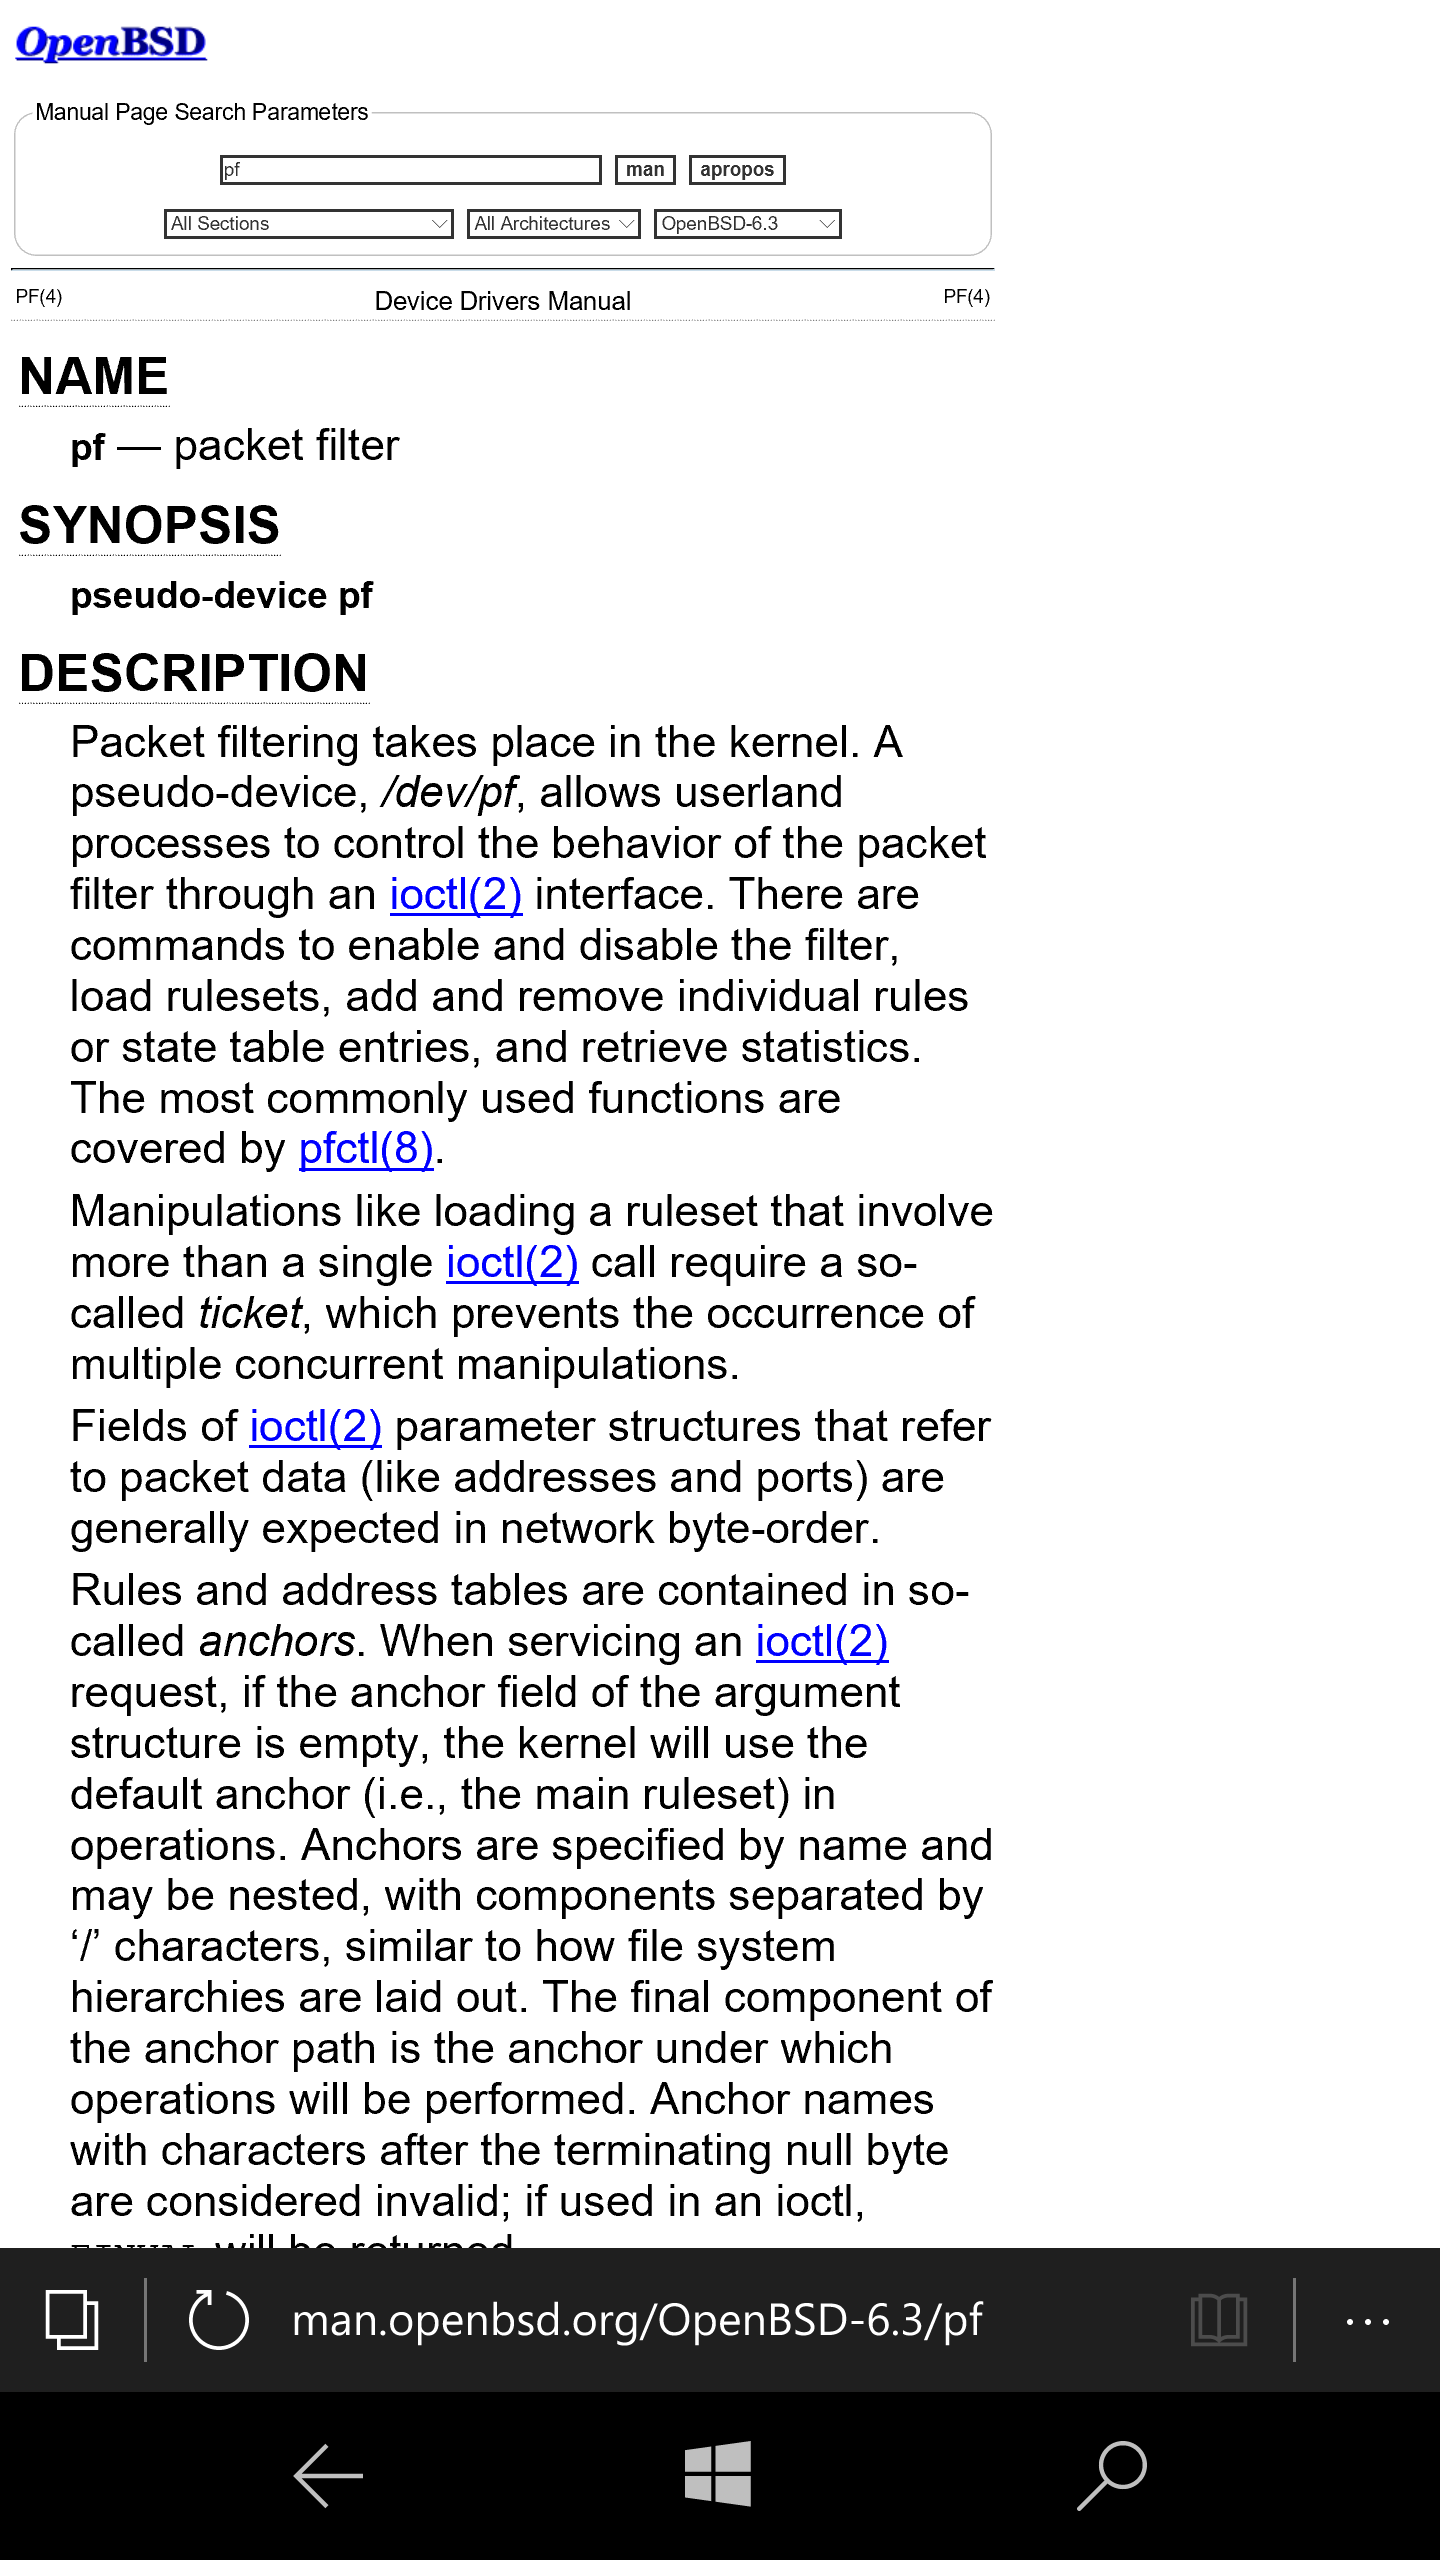 OpenBSD
Manual Page Search Parameters
pf man apropos
All Sections All Architectures OpenBSD-6.3
PF(4) Device Drivers Manual PF(4)
NAME
pf — packet filter
SYNOPSIS
pseudo-device pf
DESCRIPTION
Packet filtering takes place in the kernel. A
pseudo-device, /dev/pf, allows userland
processes to control the behavior of the packet
filter through an ioctl(2) interface. There are
commands to enable and disable the filter,
load rulesets, add and remove individual rules
or state table entries, and retrieve statistics.
The most commonly used functions are
covered by pfctl(8).
Manipulations like loading a ruleset that involve
more than a single ioctl(2) call require a so-
called ticket, which prevents the occurrence of
multiple concurrent manipulations.
Fields of ioctl(2) parameter structures that refer
to packet data (like addresses and ports) are
generally expected in network byte-order.
Rules and address tables are contained in so-
called anchors. When servicing an ioctl(2)
request, if the anchor field of the argument
structure is empty, the kernel will use the
default anchor (i.e., the main ruleset) in
operations. Anchors are specified by name and
may be nested, with components separated by
‘/’ characters, similar to how file system
hierarchies are laid out. The final component of
the anchor path is the anchor under which
operations will be performed. Anchor names
with characters after the terminating null byte
are considered invalid; if used in an ioctl,
will be returned
man.openbsd.org/OpenBSD-6.3/pf